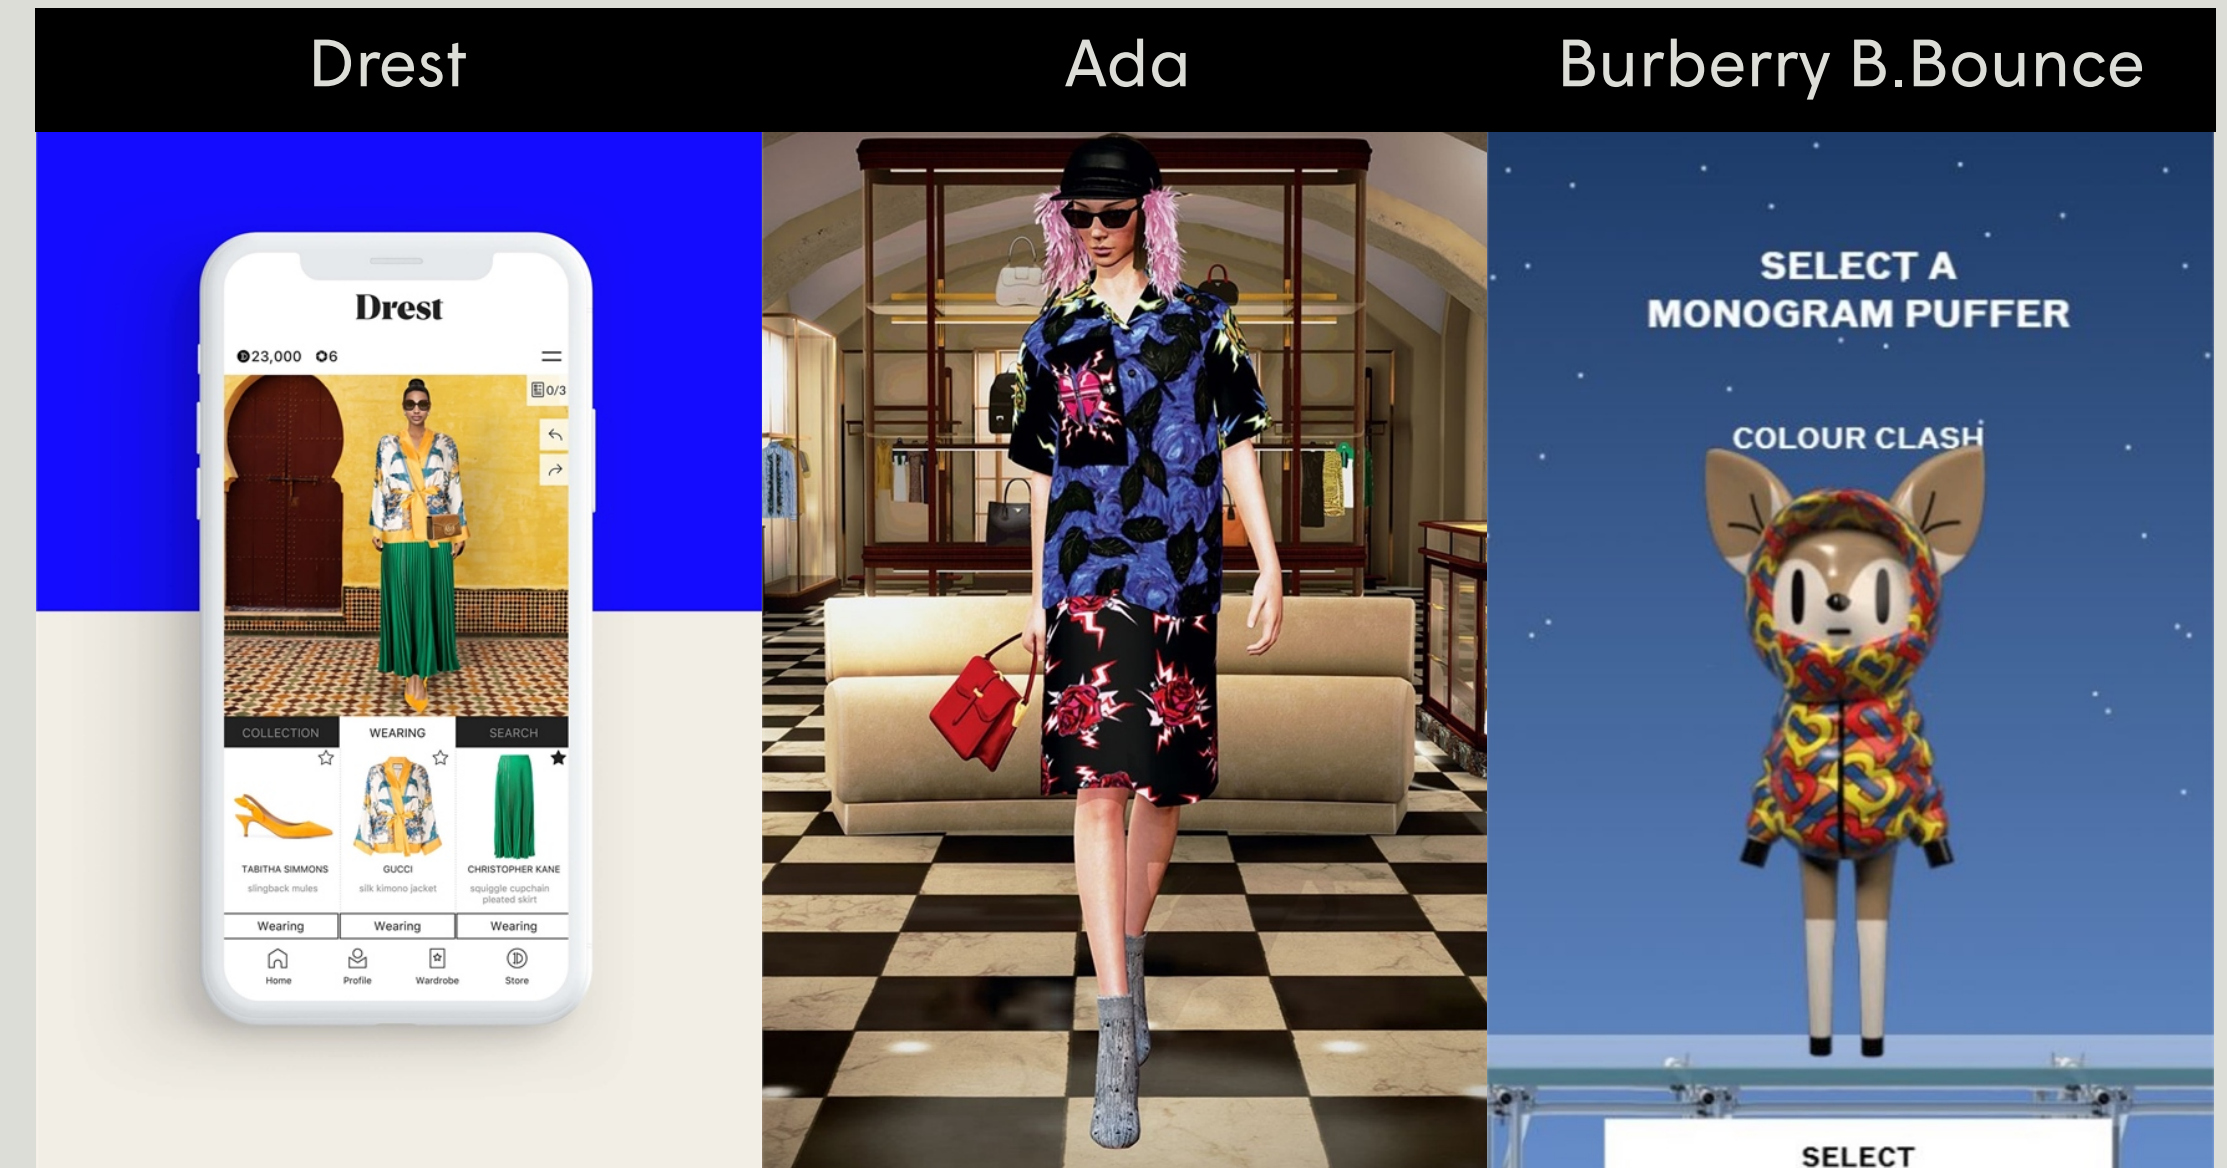 Drest
Ada
Burberry B.Bounce
Drest
23,000 6
0/3
COLLECTION WEARING SEARCH
TABITHA SIMMONS GUCCI CHRISTOPHER KANE
slingback mules silk kimono jacket squiggle cupchain
pleated skirt
Wearing Wearing Wearing
Home Profile Wardrobe Store
SELECT A
MONOGRAM PUFFER
COLOUR CLASH
SELECT